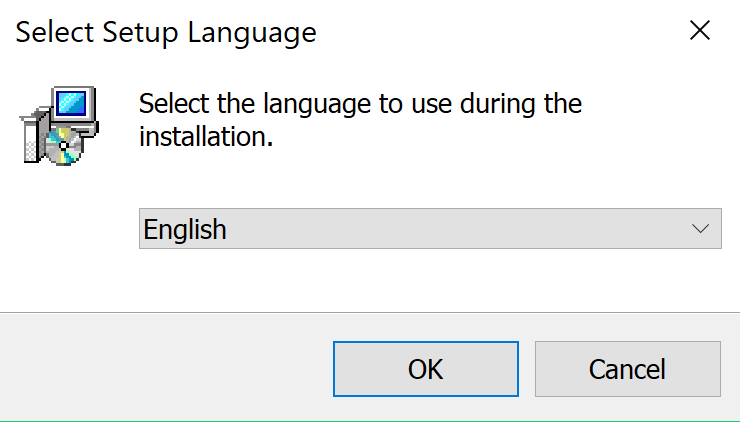 Select Setup Language
Select the language to use during the
installation.
English
OK
Cancel